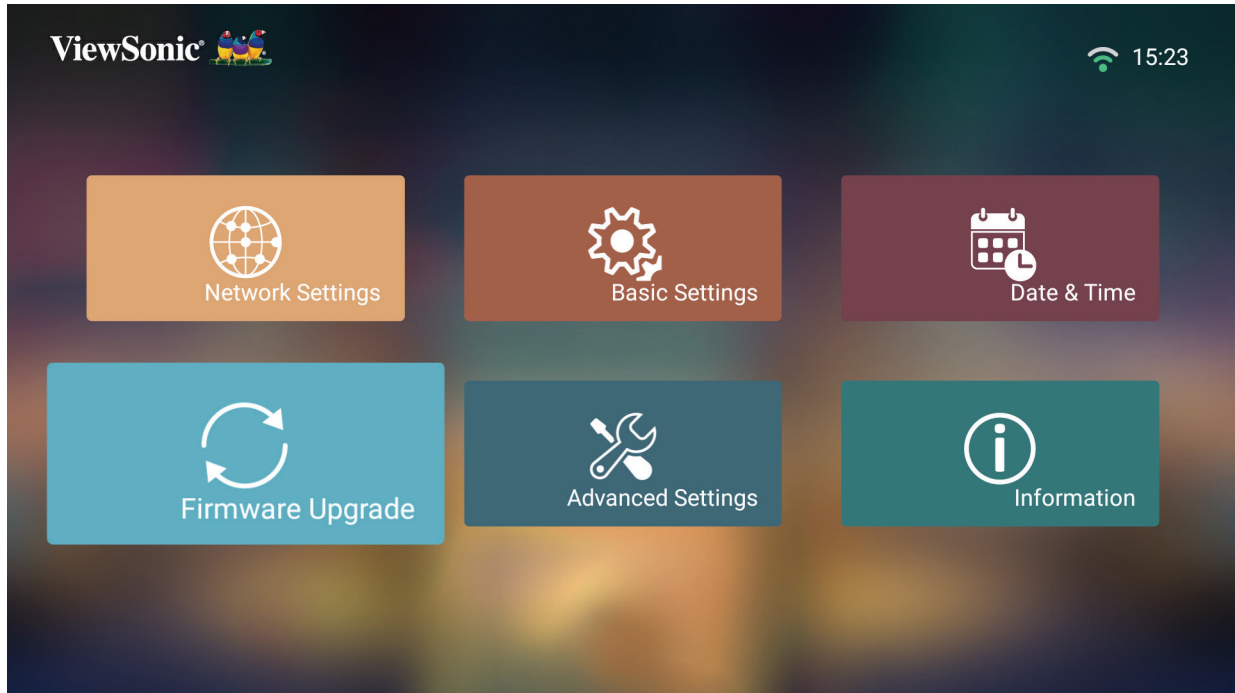 ViewSonic®
15:23
Network Settings
Basic Settings
Date & Time
Firmware Upgrade
Advanced Settings
Information